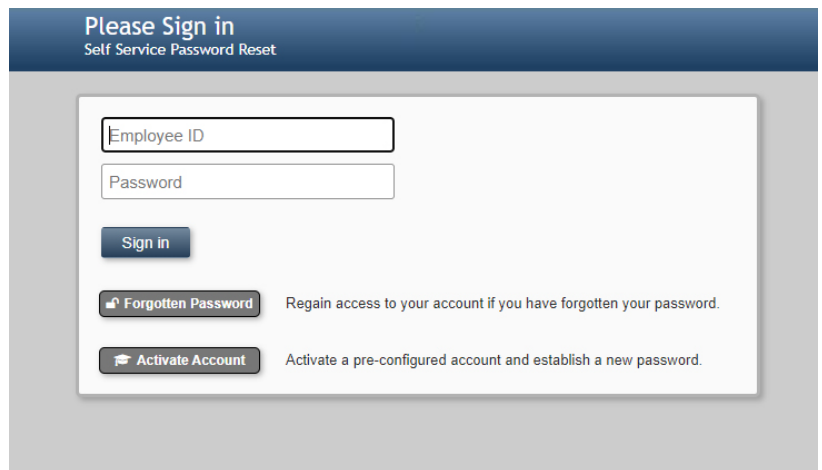 Please Sign in
Self Service Password Reset
Employee ID
Password
Sign in
Forgotten Password Regain access to your account if you have forgotten your password.
Activate Account Activate a pre-configured account and establish a new password.